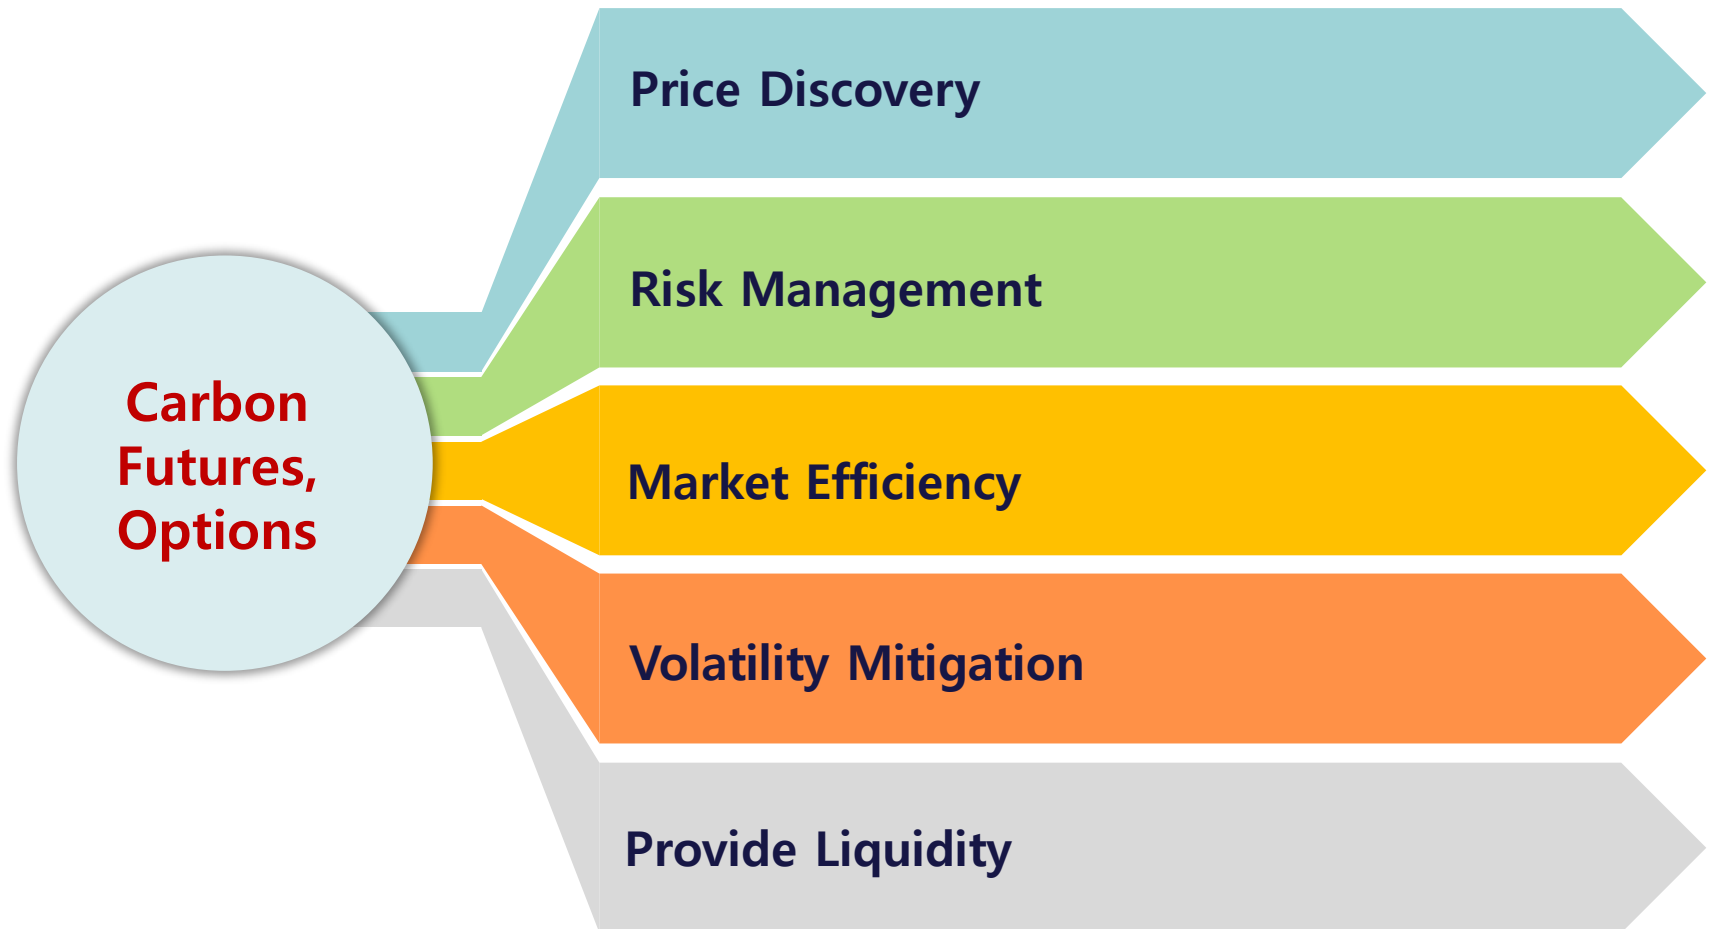 Price Discovery
Risk Management
Carbon
Futures,
Options
Market Efficiency
Volatility Mitigation
Provide Liquidity